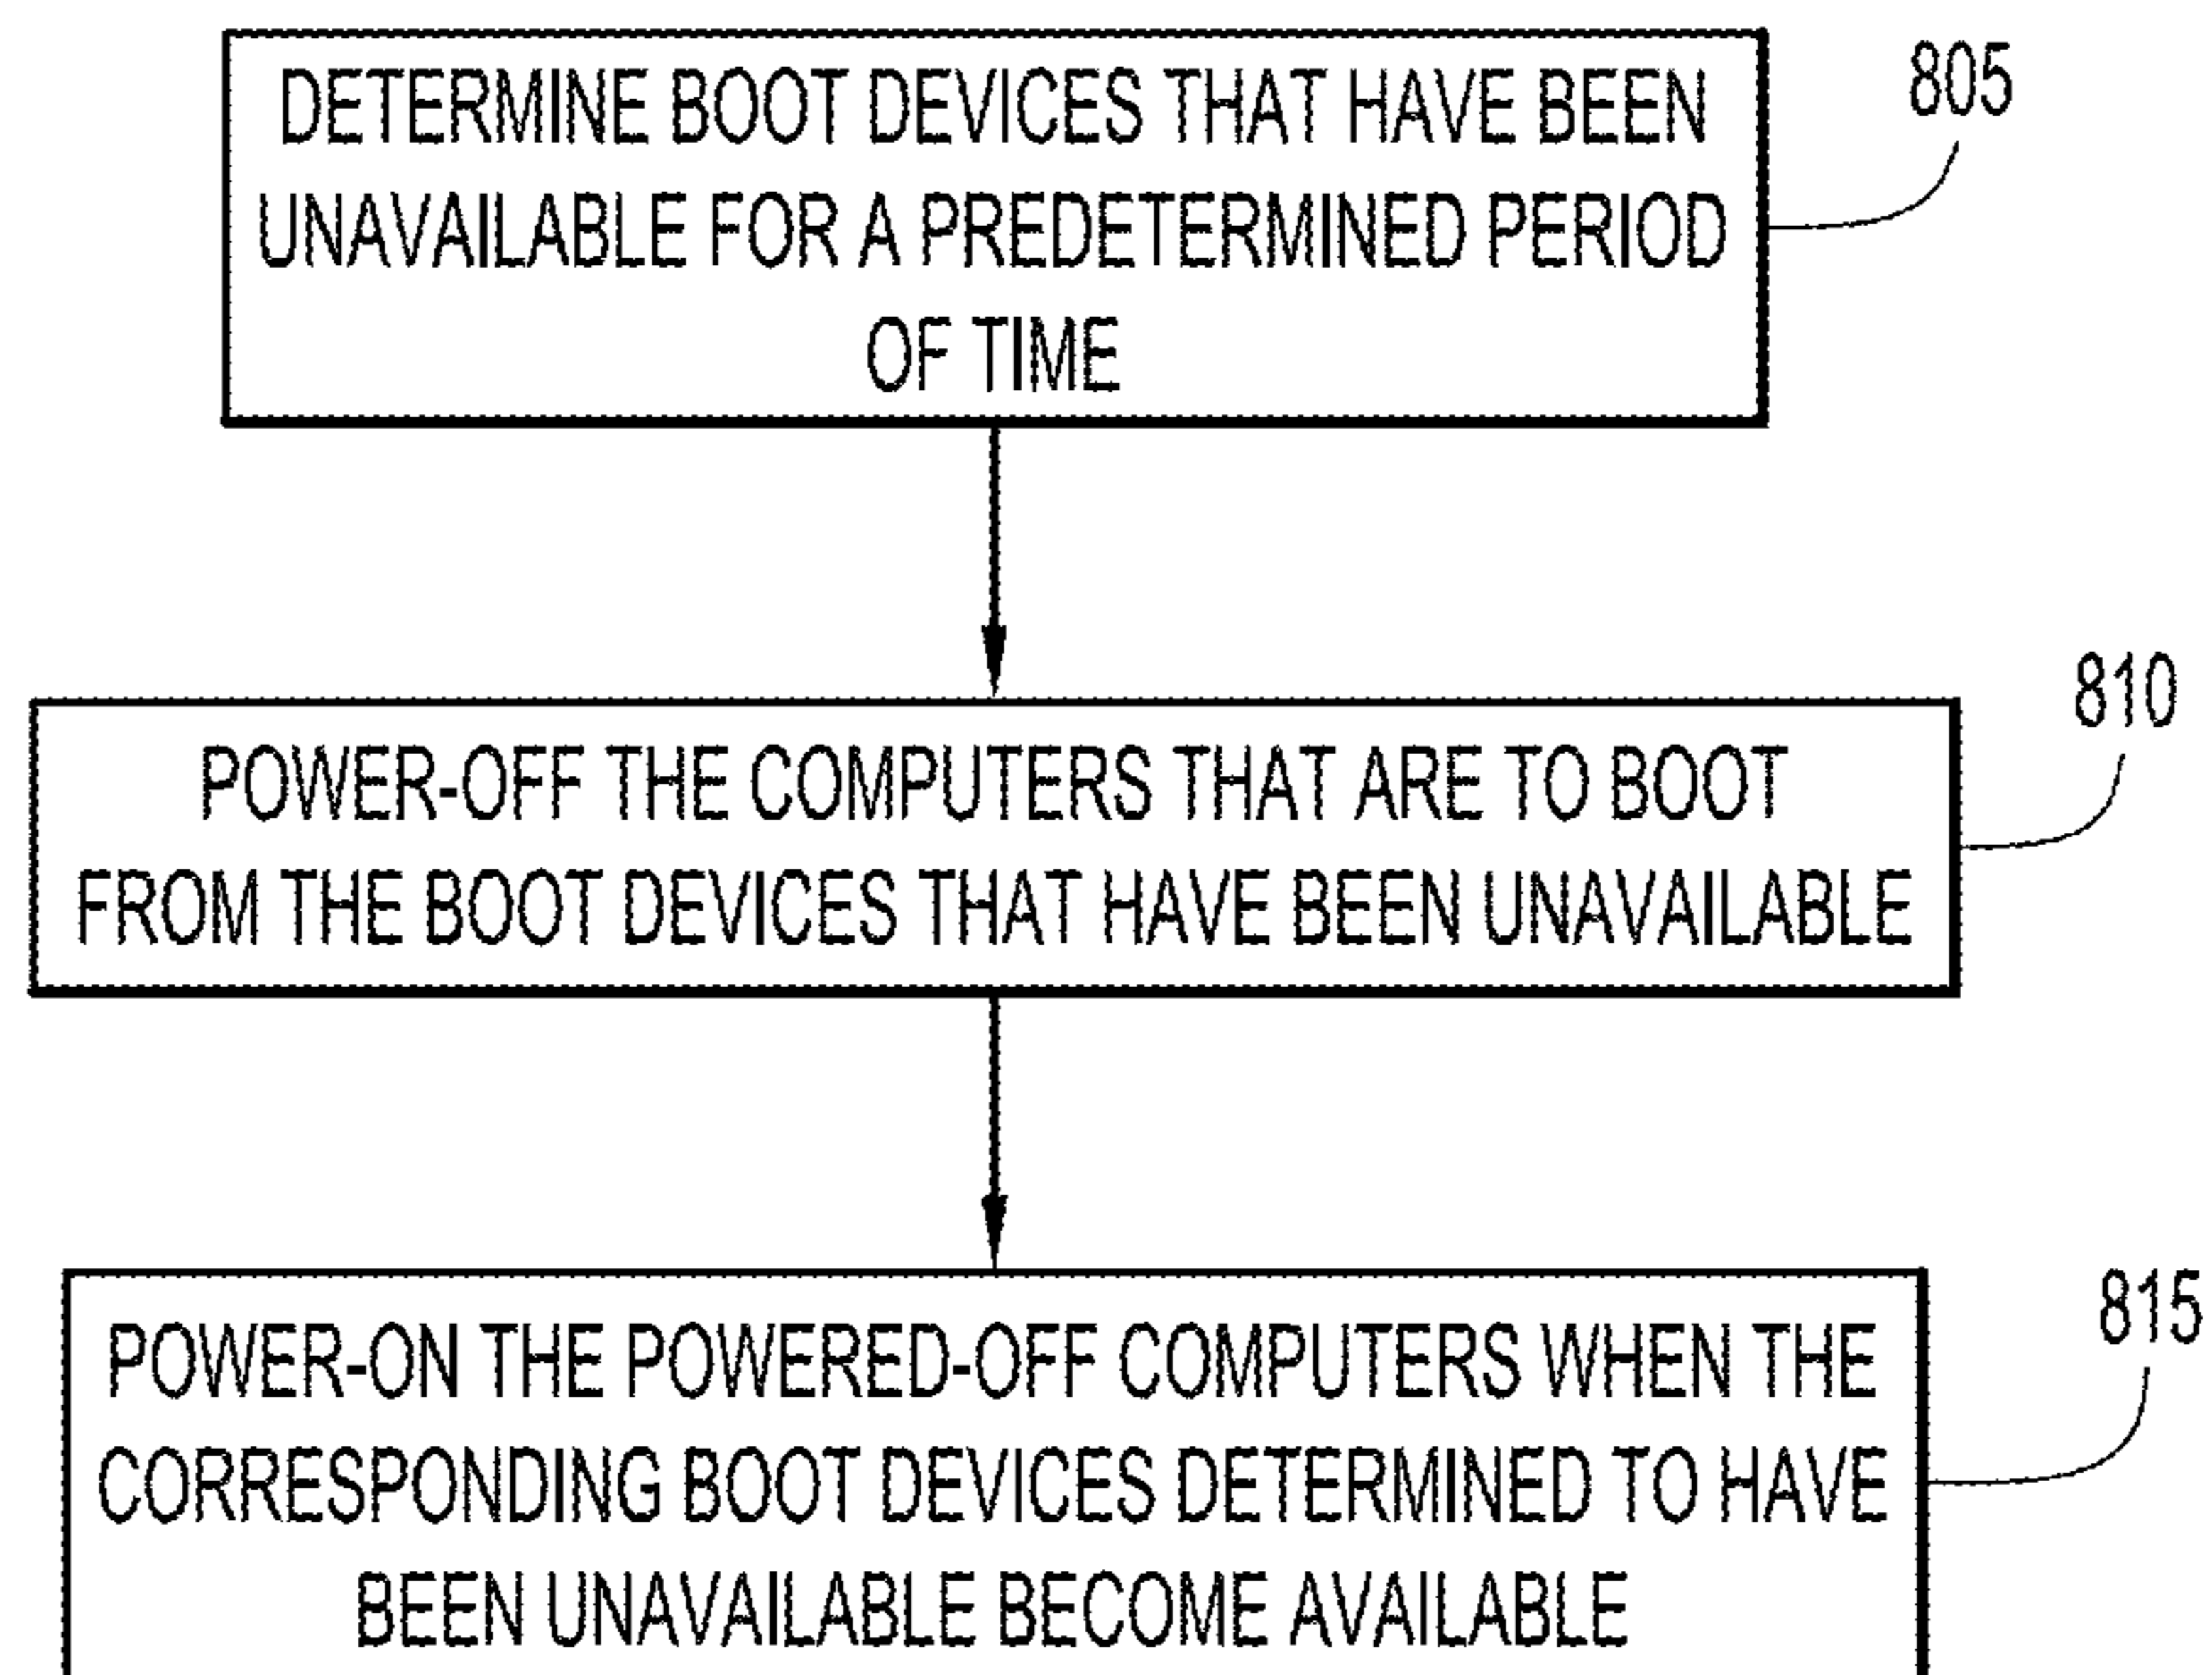 DETERMINE BOOT DEVICES THAT HAVE BEEN
UNAVAILABLE FOR A PREDETERMINED PERIOD
OF TIME
805
POWER-OFF THE COMPUTERS THAT ARE TO BOOT
FROM THE BOOT DEVICES THAT HAVE BEEN UNAVAILABLE
810
POWER-ON THE POWERED-OFF COMPUTERS WHEN THE
CORRESPONDING BOOT DEVICES DETERMINED TO HAVE
BEEN UNAVAILABLE BECOME AVAILABLE
815